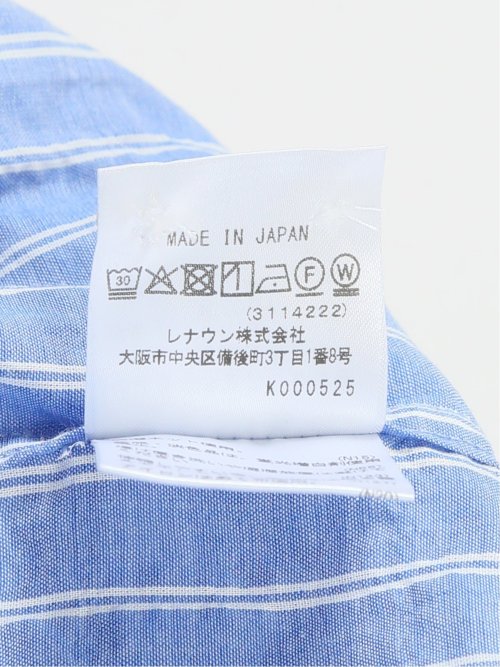 MADE IN JAPAN
30 F W
(3114222)
レナウン株式会社
大阪市中央区備後町3丁目1番8号
K000525